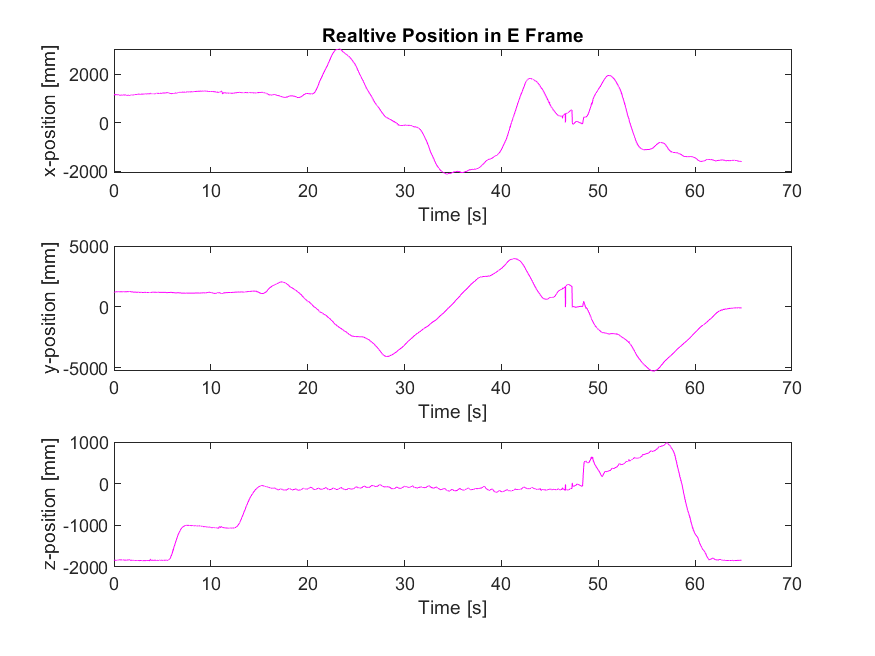 Realtive Position in E Frame
x-position [mm]
2000
0
-2000
0 10 20 30 40 50 60 70
Time [s]
y-position [mm]
5000
0
-5000
0 10 20 30 40 50 60 70
Time [s]
z-position [mm]
1000
0
-1000
-2000
0 10 20 30 40 50 60 70
Time [s]